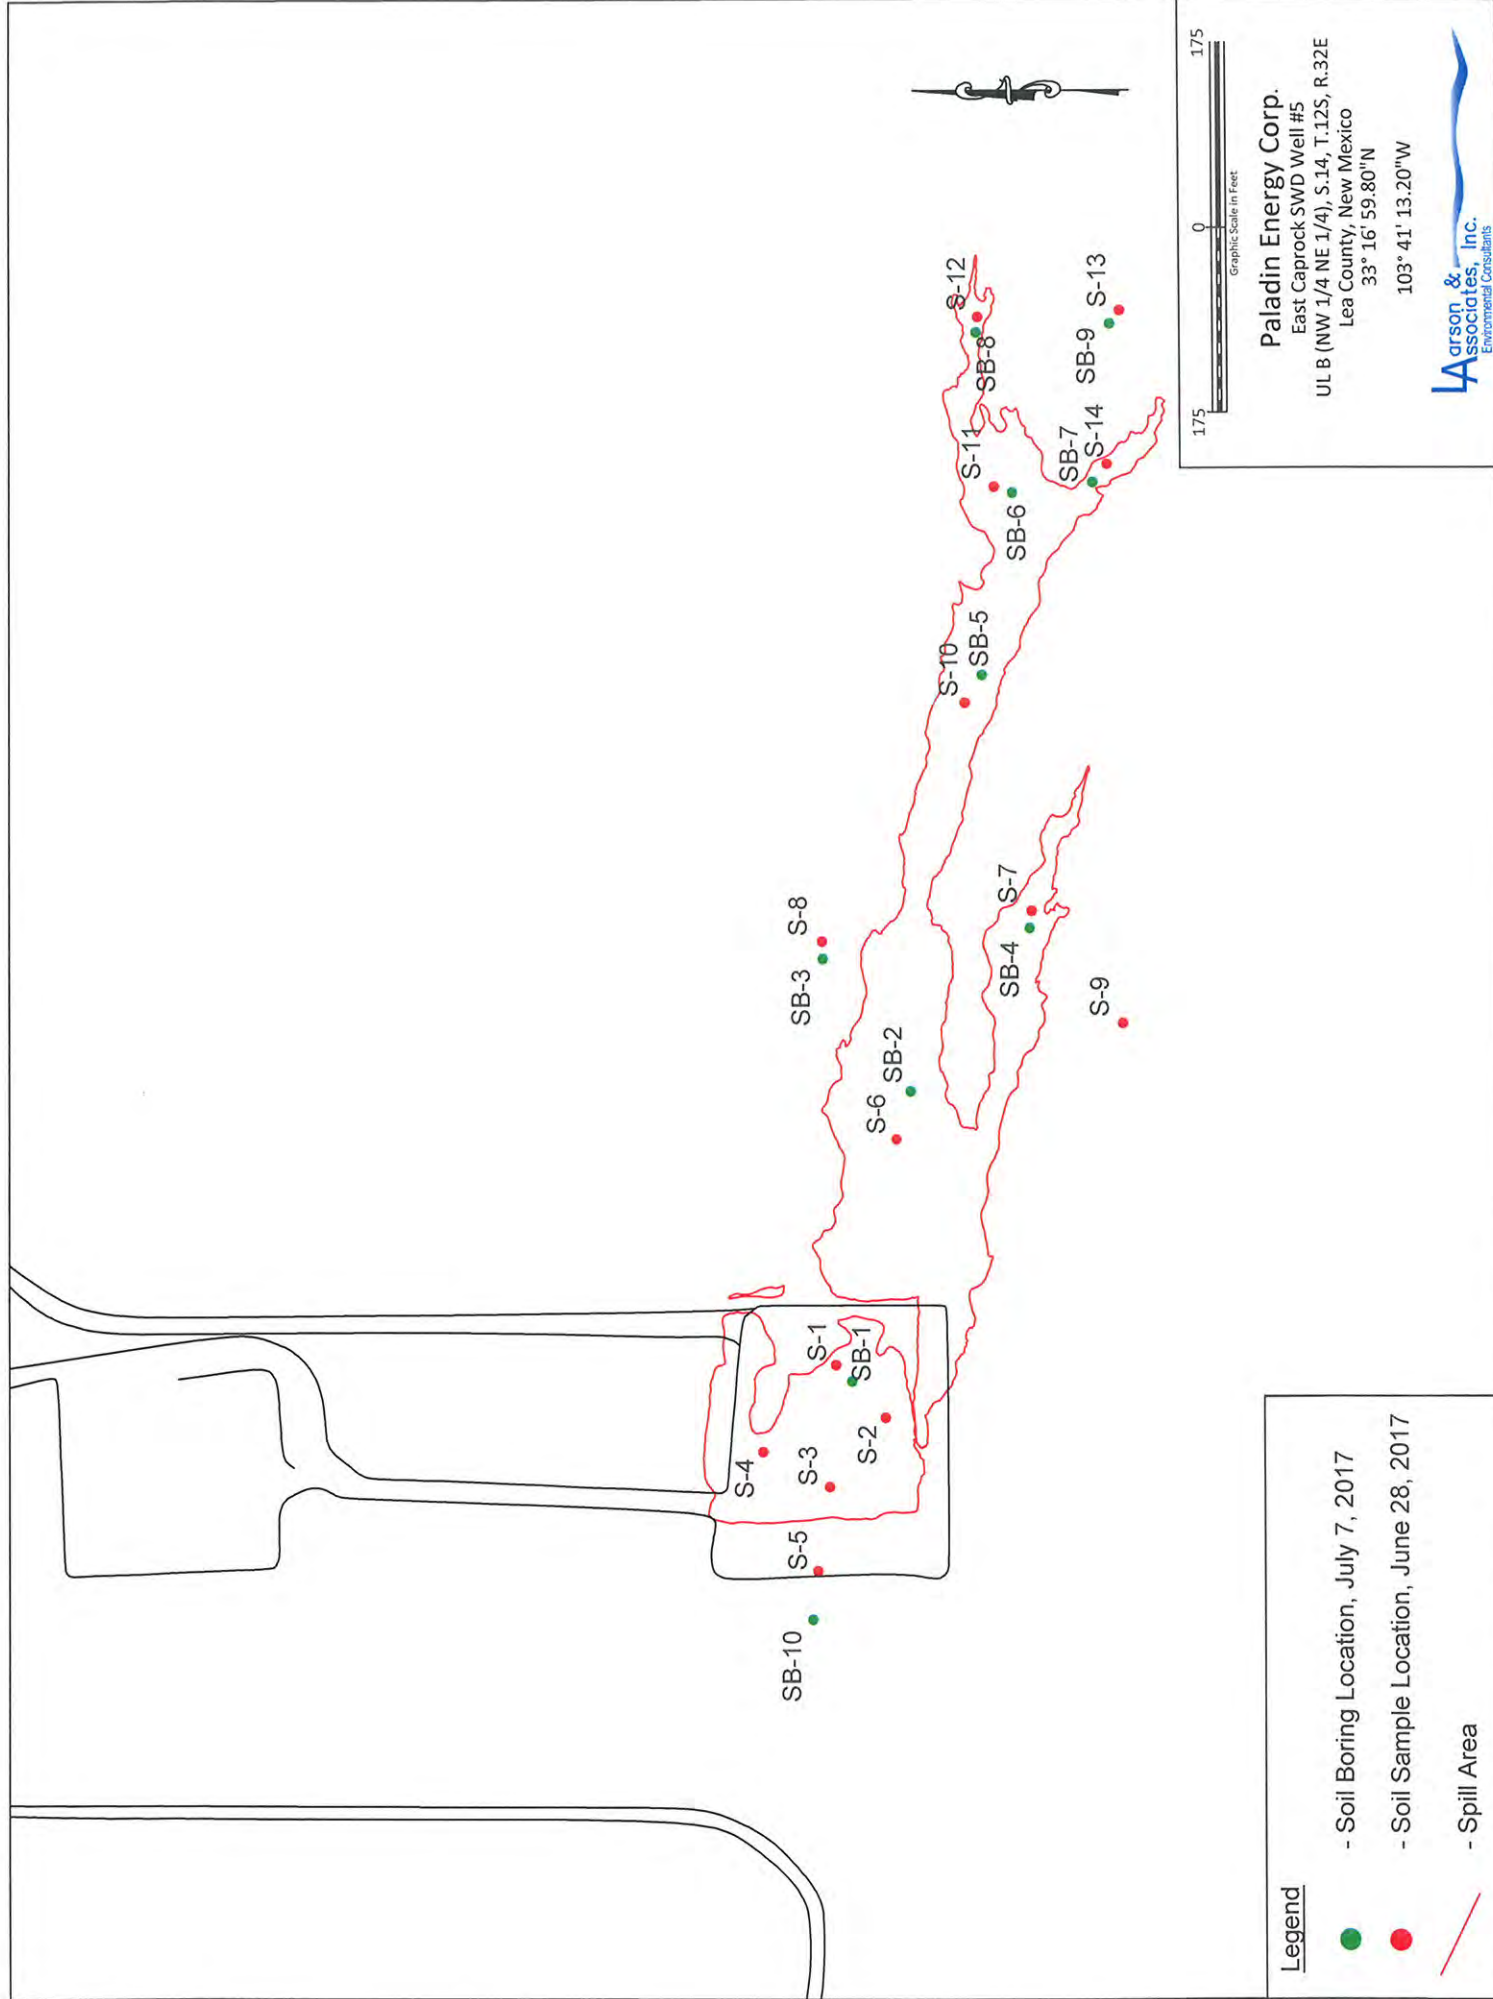 S-12
SB-8
S-13
SB-9
S-11
SB-6
SB-7
S-14
S-10
SB-5
S-8
SB-3
S-7
SB-4
S-9
SB-2
S-6
S-1
SB-1
S-4
S-3
S-2
S-5
SB-10
Legend
- Soil Boring Location, July 7, 2017
- Soil Sample Location, June 28, 2017
- Spill Area
175
0
175
Graphic Scale in Feet
Paladin Energy Corp.
East Caprock SWD Well #5
UL B (NW 1/4 NE 1/4), S.14, T.12S, R.32E
Lea County, New Mexico
33° 16' 59.80"N
103° 41' 13.20"W
Larson &
Associates, Inc.
Environmental Consultants